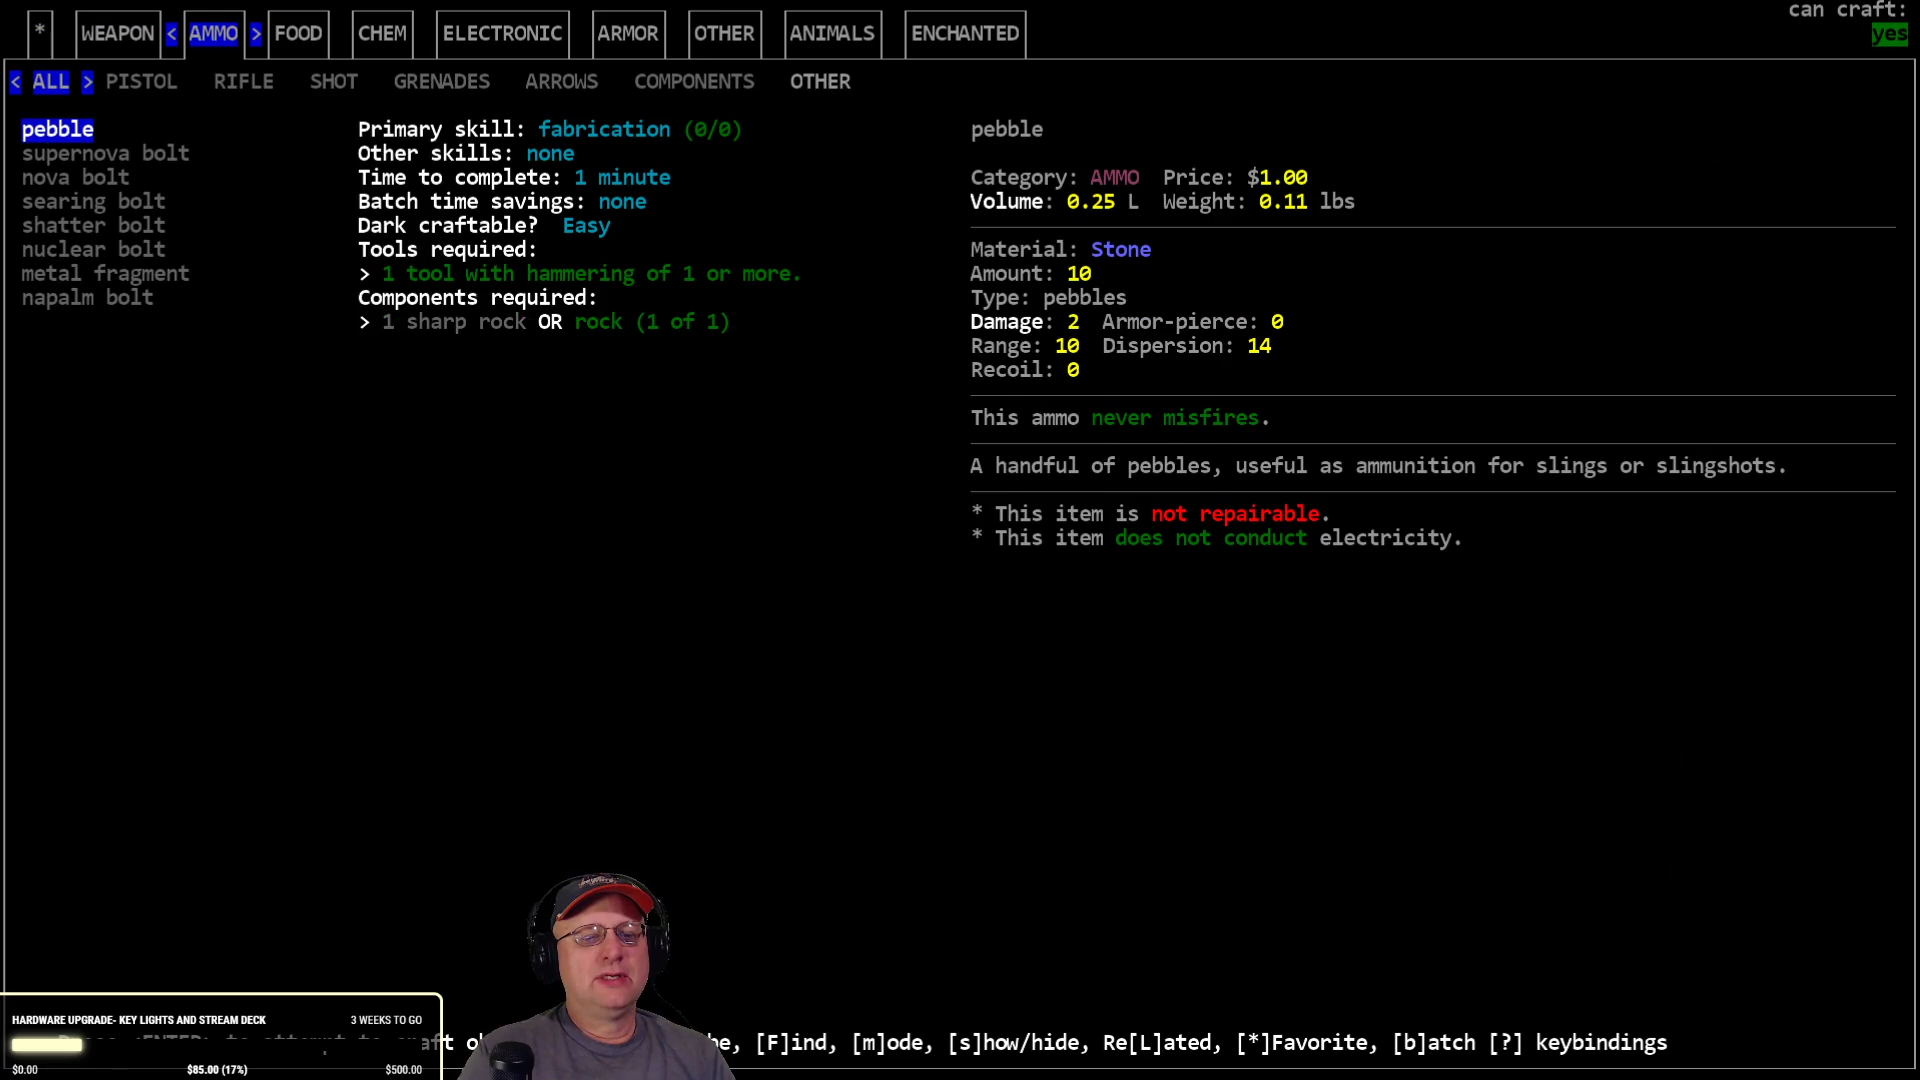 can craft:
* WEAPON < AMMO > FOOD CHEM ELECTRONIC ARMOR OTHER ANIMALS ENCHANTED
yes
< ALL > PISTOL RIFLE SHOT GRENADES ARROWS COMPONENTS OTHER
pebble
supernova bolt
nova bolt
searing bolt
shatter bolt
nuclear bolt
metal fragment
napalm bolt
Primary skill: fabrication (0/0)
Other skills: none
Time to complete: 1 minute
Batch time savings: none
Dark craftable? Easy
Tools required:
> 1 tool with hammering of 1 or more.
Components required:
> 1 sharp rock OR rock (1 of 1)
pebble
Category: AMMO Price: $1.00
Volume: 0.25 L Weight: 0.11 lbs
Material: Stone
Amount: 10
Type: pebbles
Damage: 2 Armor-pierce: 0
Range: 10 Dispersion: 14
Recoil: 0
This ammo never misfires.
A handful of pebbles, useful as ammunition for slings or slingshots.
* This item is not repairable.
* This item does not conduct electricity.
HARDWARE UPGRADE- KEY LIGHTS AND STREAM DECK 3 WEEKS TO GO
to attempt to [F]ind, [m]ode, [s]how/hide, Re[L]ated, [*]Favorite, [b]atch [?] keybindings
$0.00 $85.00 (17%) $500.00